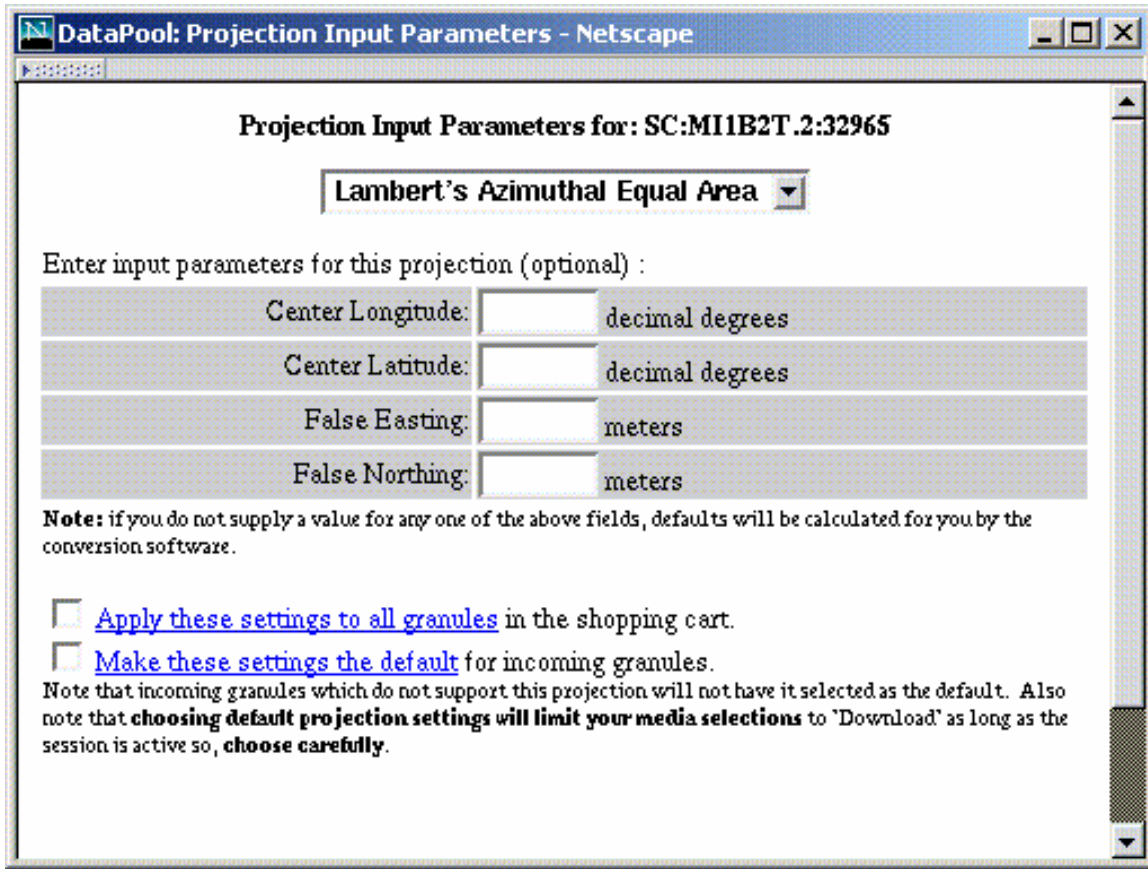 DataPool: Projection Input Parameters - Netscape
Projection Input Parameters for: SC:MI1B2T.2:32965
Lambert's Azimuthal Equal Area
Enter input parameters for this projection (optional) :
Center Longitude: decimal degrees
Center Latitude: decimal degrees
False Easting: meters
False Northing: meters
Note: if you do not supply a value for any one of the above fields, defaults will be calculated for you by the
conversion software.
Apply these settings to all granules in the shopping cart.
Make these settings the default for incoming granules.
Note that incoming granules which do not support this projection will not have it selected as the default. Also
note that choosing default projection settings will limit your media selections to `Download' as long as the
session is active so, choose carefully.